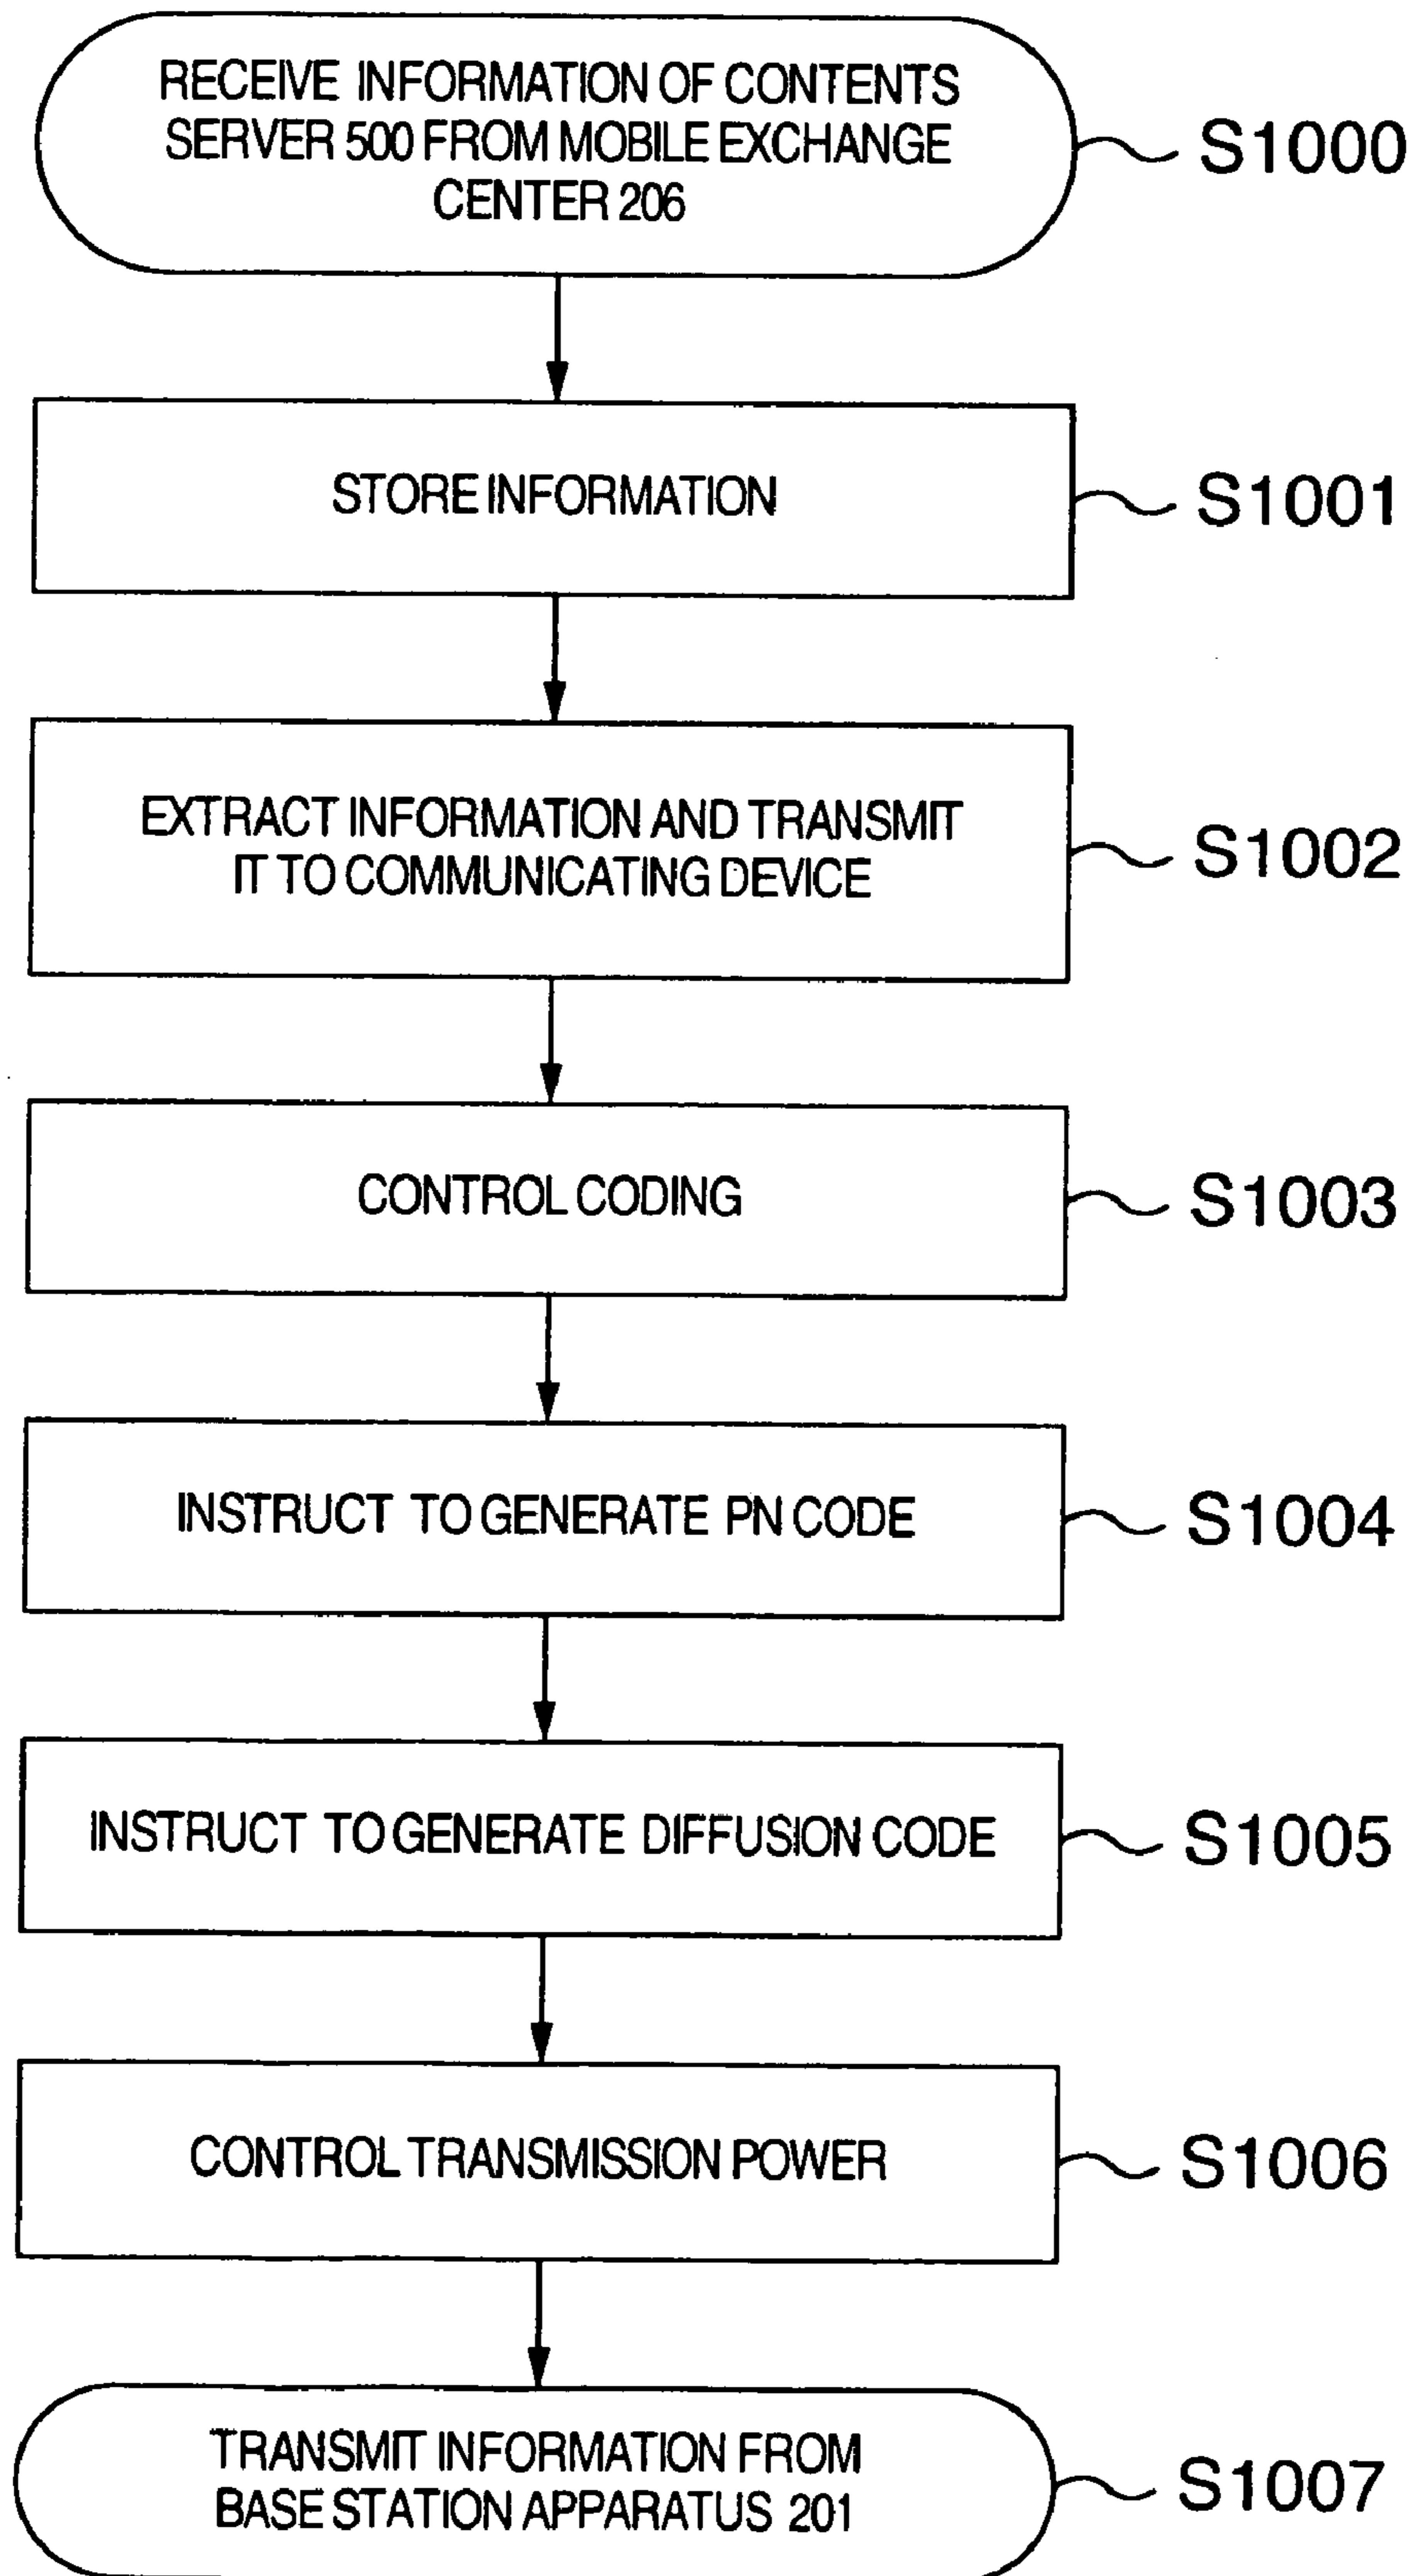 RECEIVE INFORMATION OF CONTENTS
SERVER 500 FROM MOBILE EXCHANGE
CENTER 206
S1000
STORE INFORMATION
S1001
EXTRACT INFORMATION AND TRANSMIT
IT TO COMMUNICATING DEVICE
S1002
CONTROL CODING
S1003
INSTRUCT TO GENERATE PN CODE
S1004
INSTRUCT TO GENERATE DIFFUSION CODE
S1005
CONTROL TRANSMISSION POWER
S1006
TRANSMIT INFORMATION FROM
BASE STATION APPARATUS 201
S1007